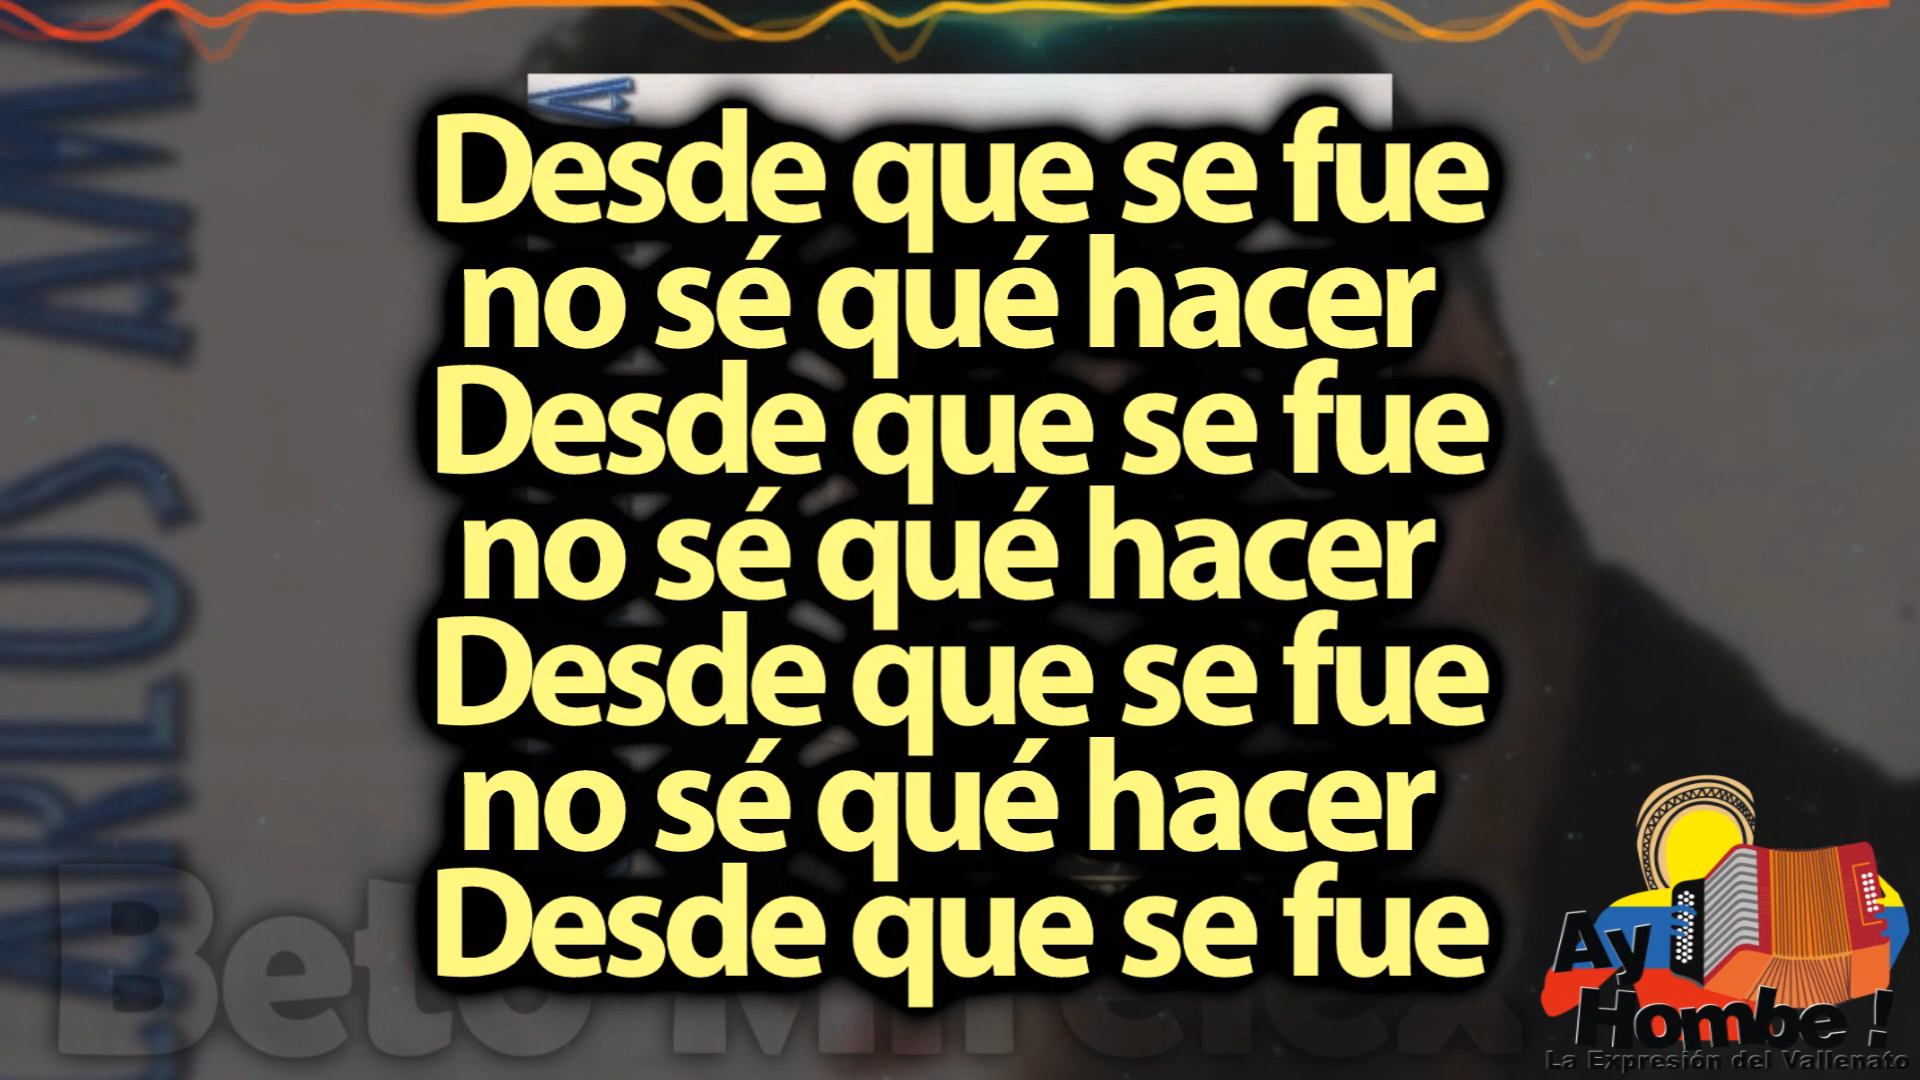 Desde que se fue
no sé qué hacer
Desde que se fue
no sé qué hacer
Desde que se fue
no sé qué hacer
Desde que se fue
Beto
Ay
Hombe !
La Expresión del Vallenato